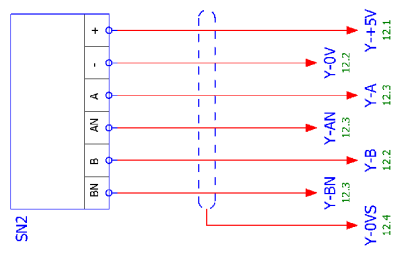 +
Y-+5V
12.1
-
Y-0V
12.2
A
Y-A
12.3
AN
Y-AN
12.3
B
Y-B
12.2
BN
Y-BN
12.3
Y-0VS
12.4
SN2